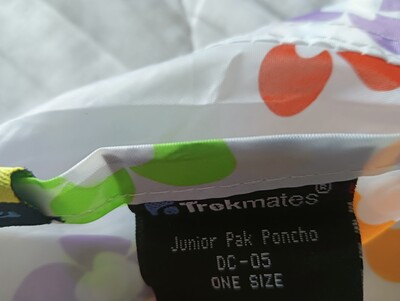 Trekmates®
Junior Pak Poncho
DC-05
ONE SIZE